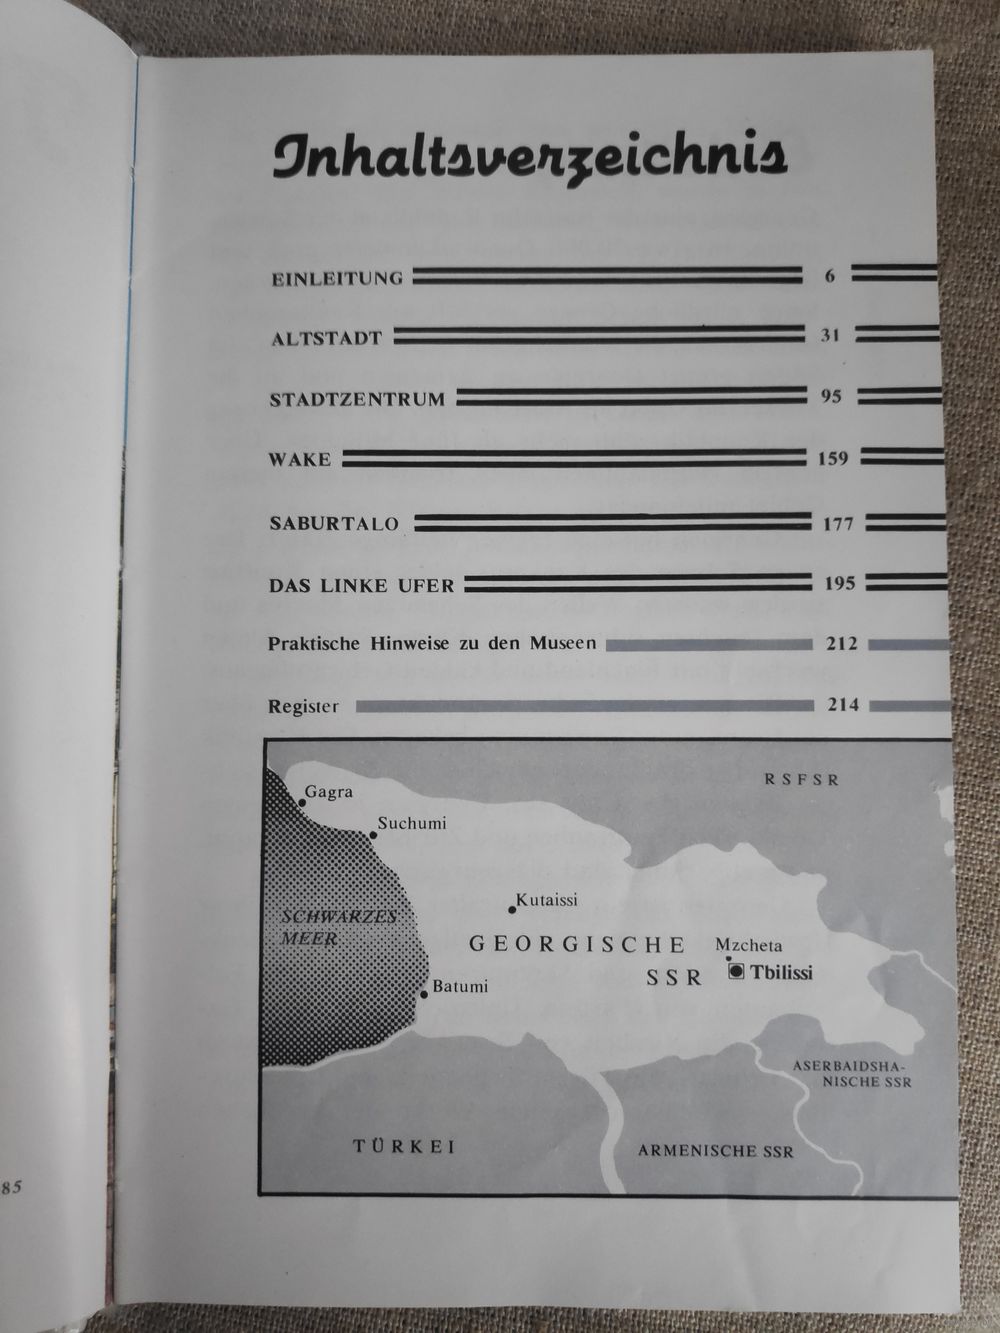 Inhaltsverzeichnis
EINLEITUNG 6
ALTSTADT 31
STADTZENTRUM 95
WAKE 159
SABURTALO 177
DAS LINKE UFER 195
Praktische Hinweise zu den Museen 212
Register 214
RSFSR
Gagra
Suchumi
Kutaissi
SCHWARZES
MEER
GEORGISCHE
SSR
Mzcheta
Tbilissi
Batumi
ASERBAIDSHA-
NISCHE SSR
TÜRKEI
ARMENISCHE SSR
85